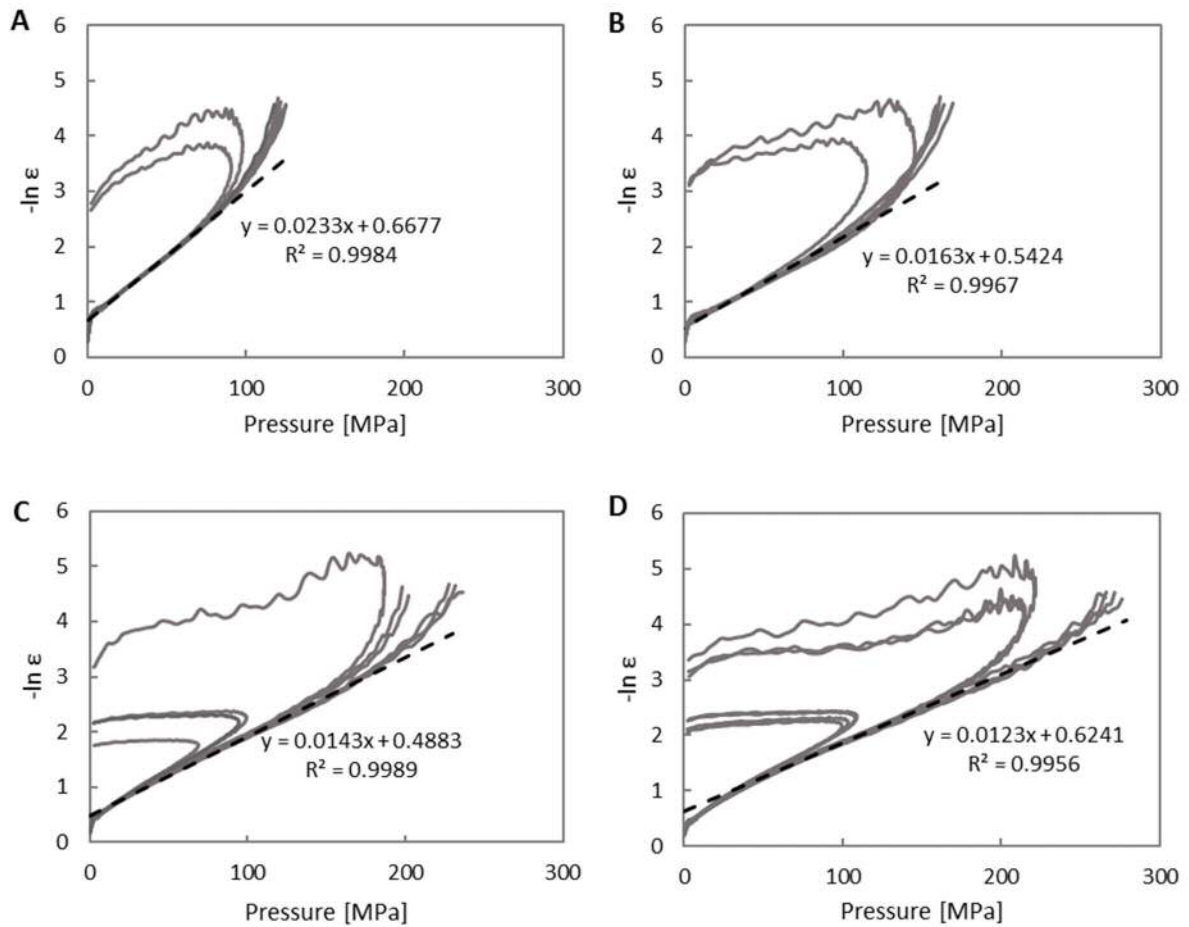 A
6
5
4
3
2
1
0
-ln ε
y = 0.0233x + 0.6677
R² = 0.9984
0 100 200 300
Pressure [MPa]
B
6
5
4
3
2
1
0
-ln ε
y = 0.0163x + 0.5424
R² = 0.9967
0 100 200 300
Pressure [MPa]
C
6
5
4
3
2
1
0
-ln ε
y = 0.0143x + 0.4883
R² = 0.9989
0 100 200 300
Pressure [MPa]
D
6
5
4
3
2
1
0
-ln ε
y = 0.0123x + 0.6241
R² = 0.9956
0 100 200 300
Pressure [MPa]